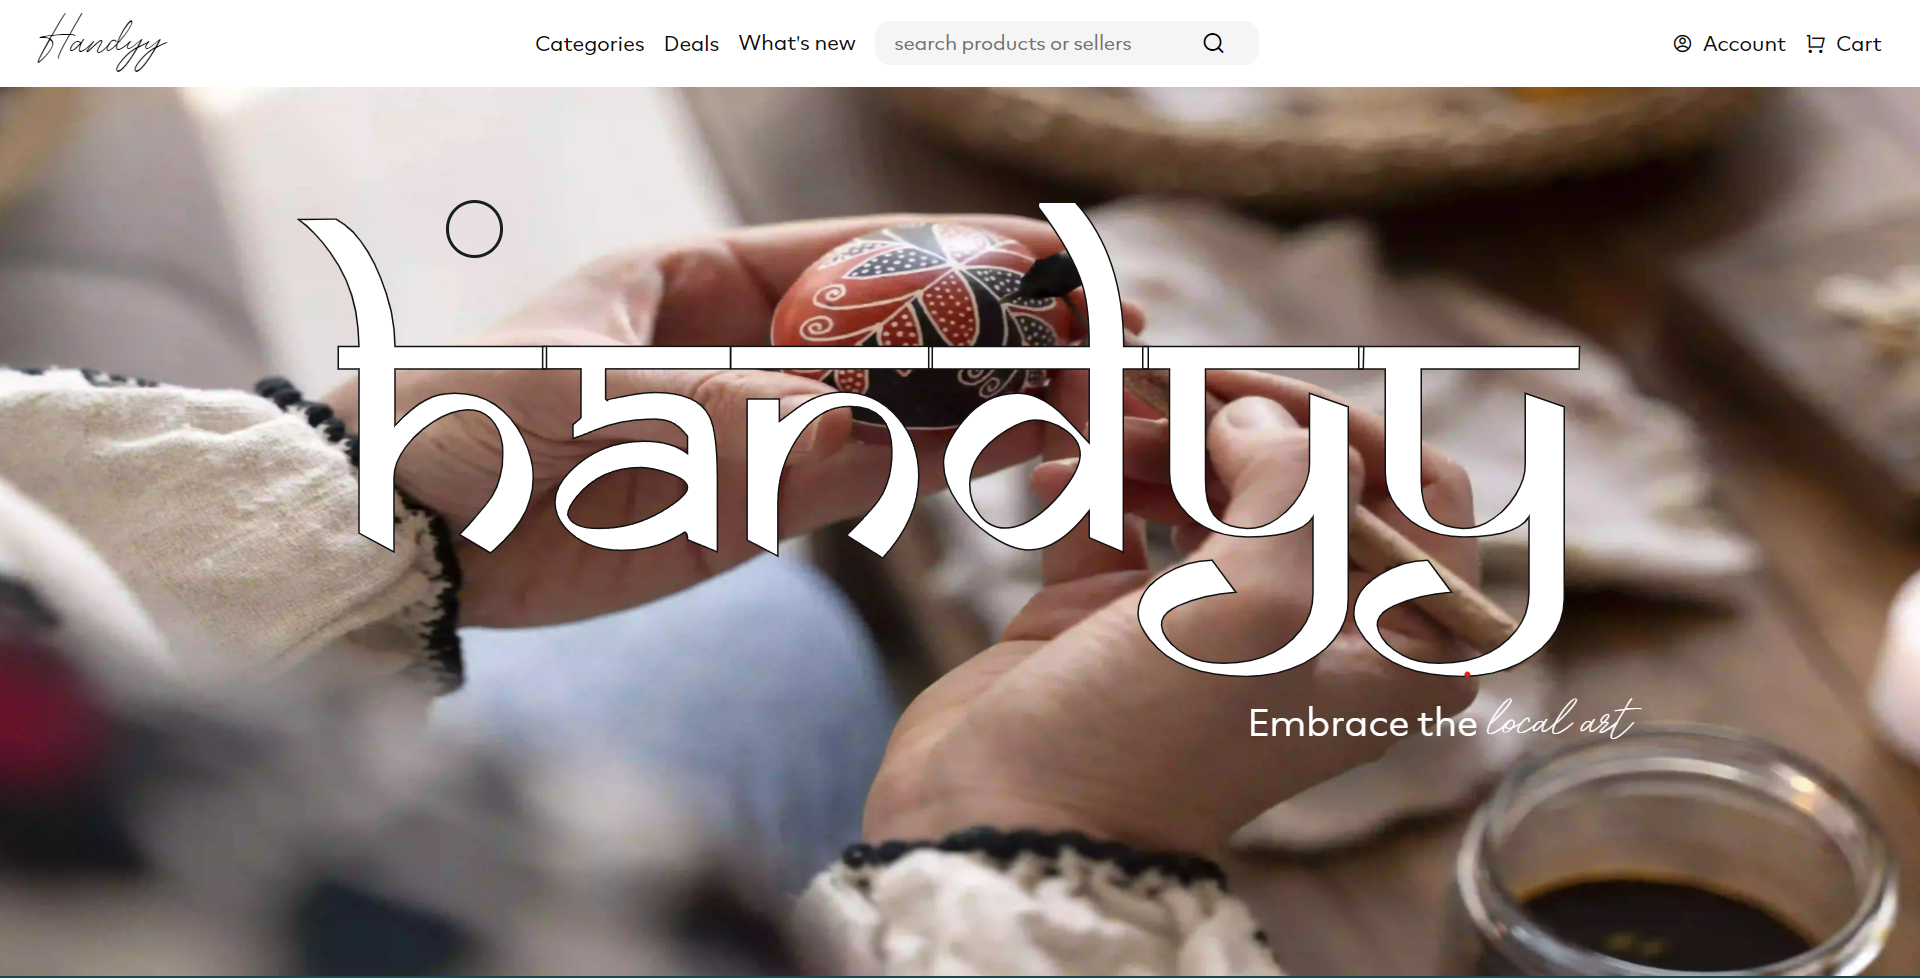 Handyy
Categories Deals What's new search products or sellers Account Cart
handyy
Embrace the local art